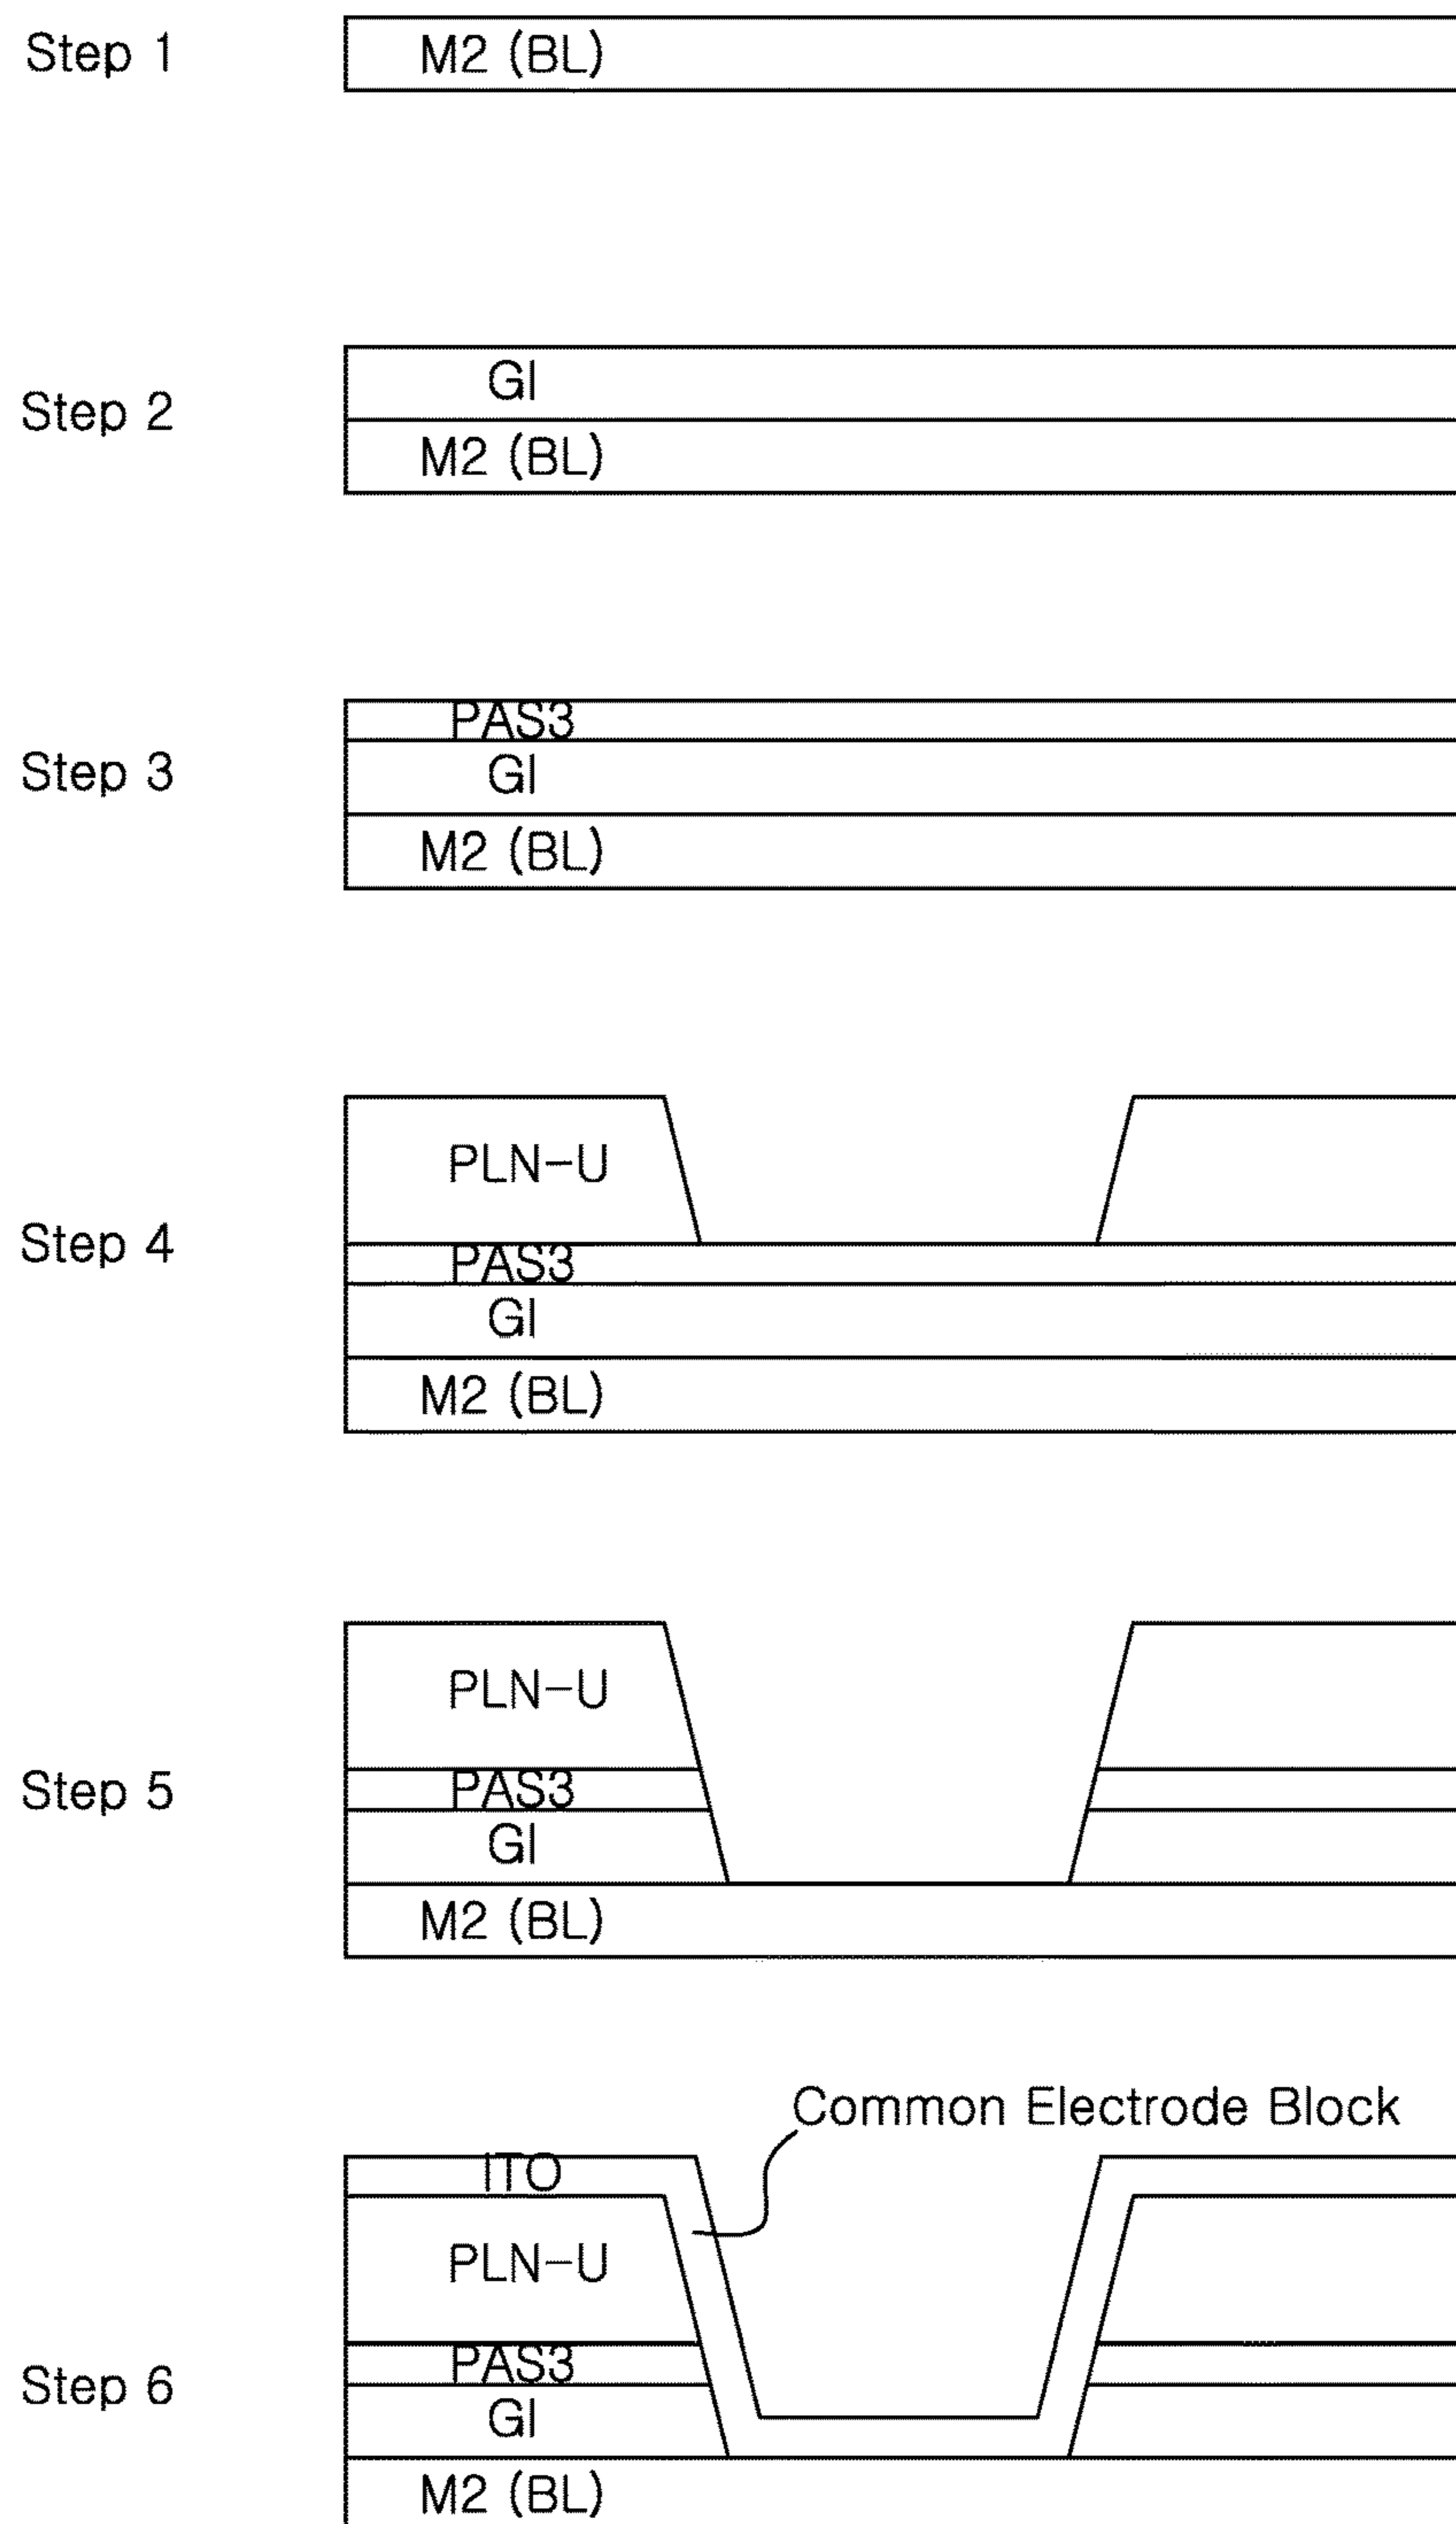 Step 1
M2 (BL)
Step 2
GI
M2 (BL)
Step 3
PAS3
GI
M2 (BL)
Step 4
PLN-U
PAS3
GI
M2 (BL)
Step 5
PLN-U
PAS3
GI
M2 (BL)
Common Electrode Block
Step 6
ITO
PLN-U
PAS3
GI
M2 (BL)